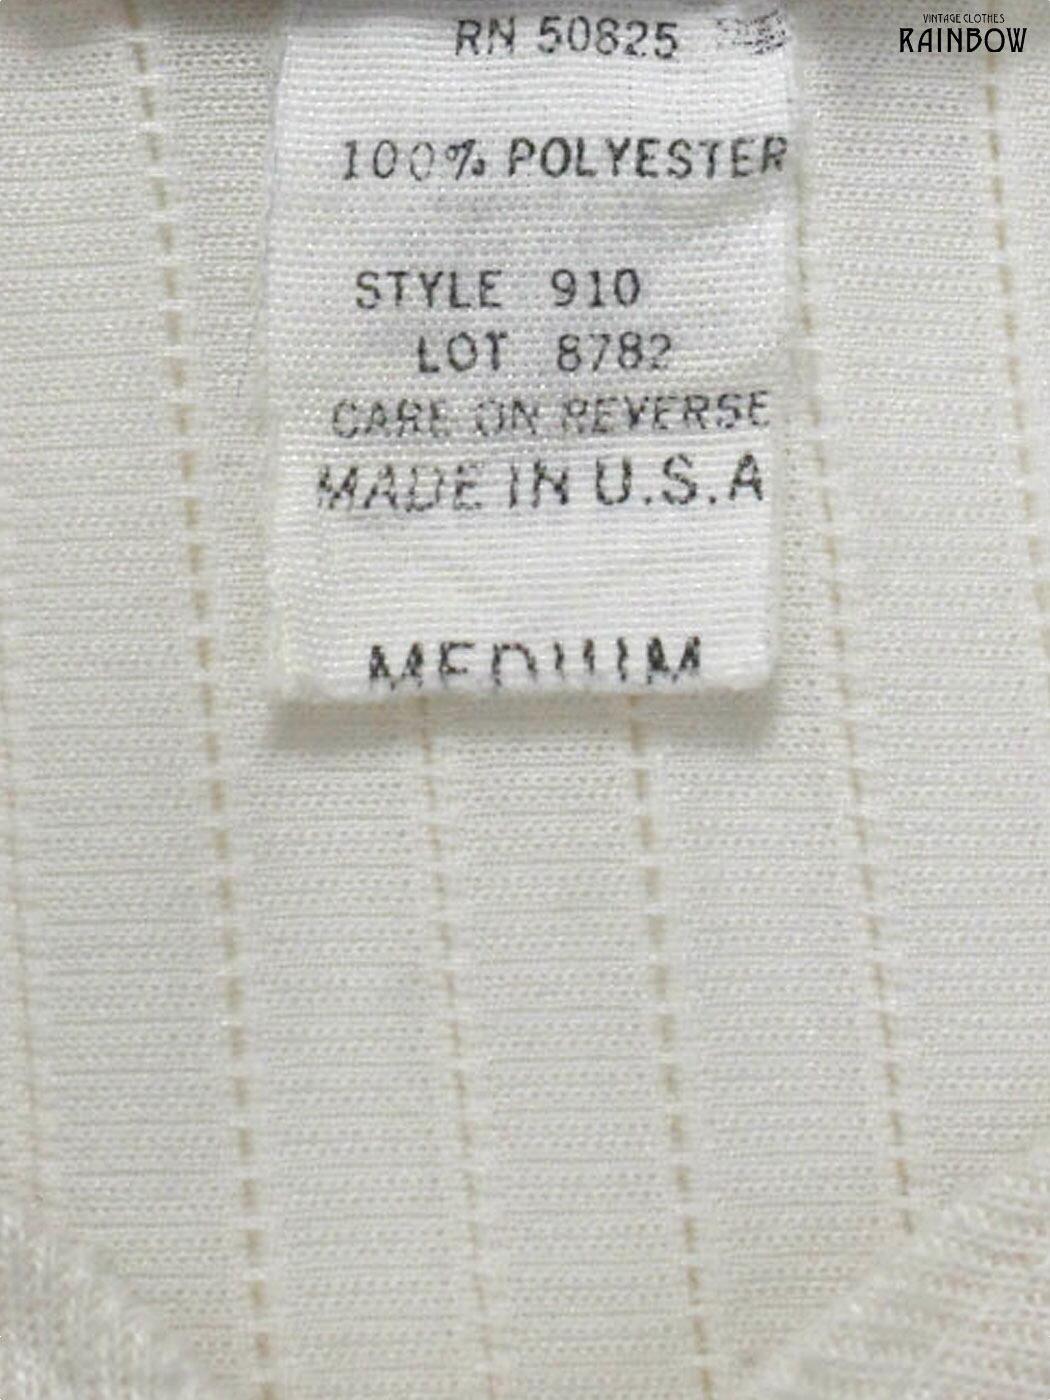 VINTAGE CLOTHES
RAINBOW
RN 50825
100% POLYESTER
STYLE 910
LOT 8782
CARE ON REVERSE
MADE IN U.S.A
MEDIUM